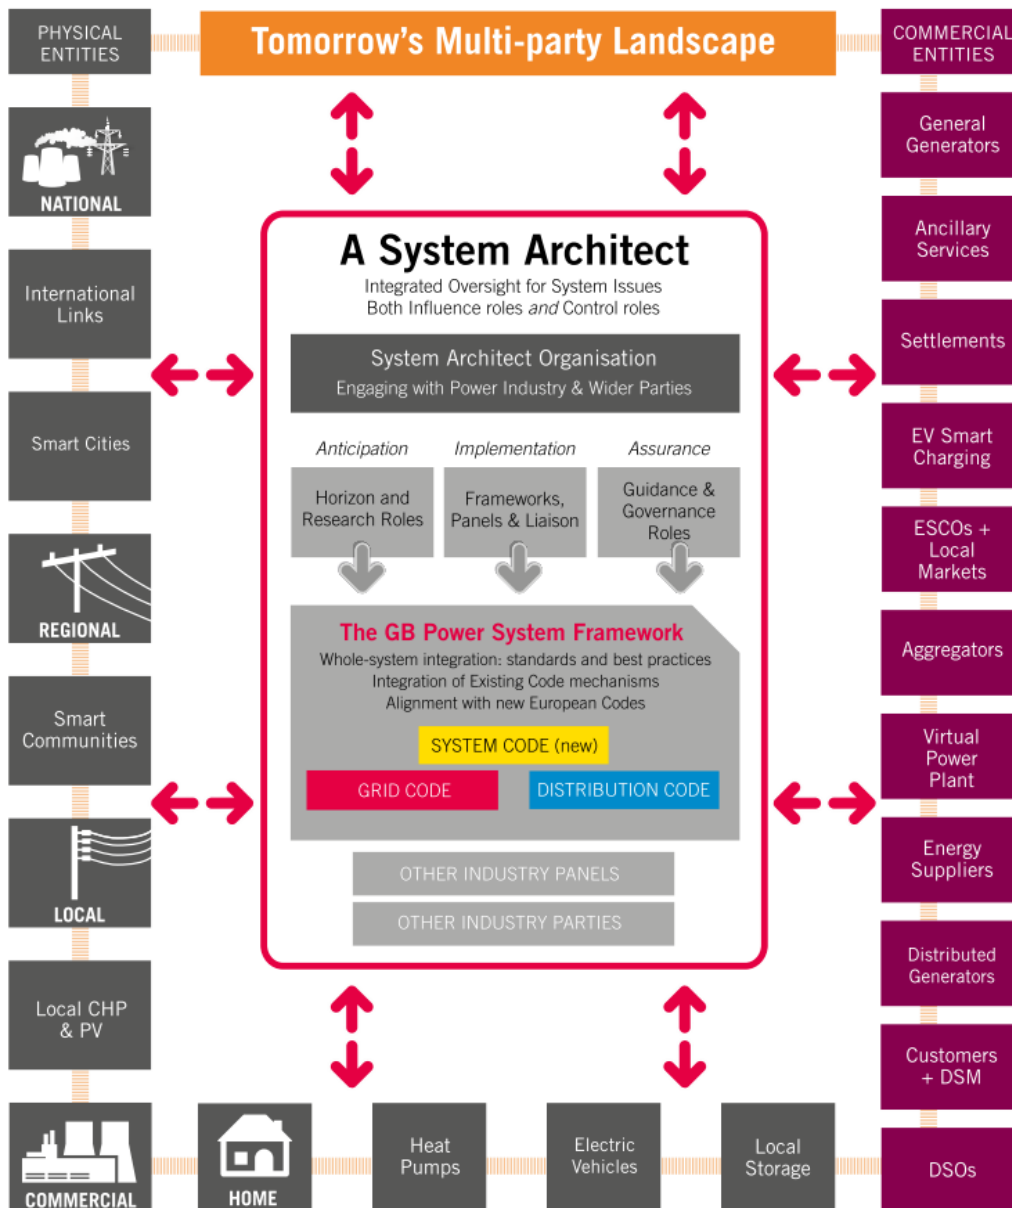 PHYSICAL
ENTITIES
Tomorrow's Multi-party Landscape
COMMERCIAL
ENTITIES
NATIONAL
International
Links
Smart Cities
REGIONAL
Smart
Communities
LOCAL
Local CHP
& PV
COMMERCIAL
A System Architect
Integrated Oversight for System Issues
Both Influence roles and Control roles
System Architect Organisation
Engaging with Power Industry & Wider Parties
Anticipation
Implementation
Assurance
Horizon and
Research Roles
Frameworks,
Panels & Liaison
Guidance &
Governance
Roles
The GB Power System Framework
Whole-system integration: standards and best practices
Integration of Existing Code mechanisms
Alignment with new European Codes
SYSTEM CODE (new)
GRID CODE
DISTRIBUTION CODE
OTHER INDUSTRY PANELS
OTHER INDUSTRY PARTIES
HOME
Heat
Pumps
Electric
Vehicles
Local
Storage
General
Generators
Ancillary
Services
Settlements
EV Smart
Charging
ESCOs +
Local
Markets
Aggregators
Virtual
Power
Plant
Energy
Suppliers
Distributed
Generators
Customers
+ DSM
DSOs